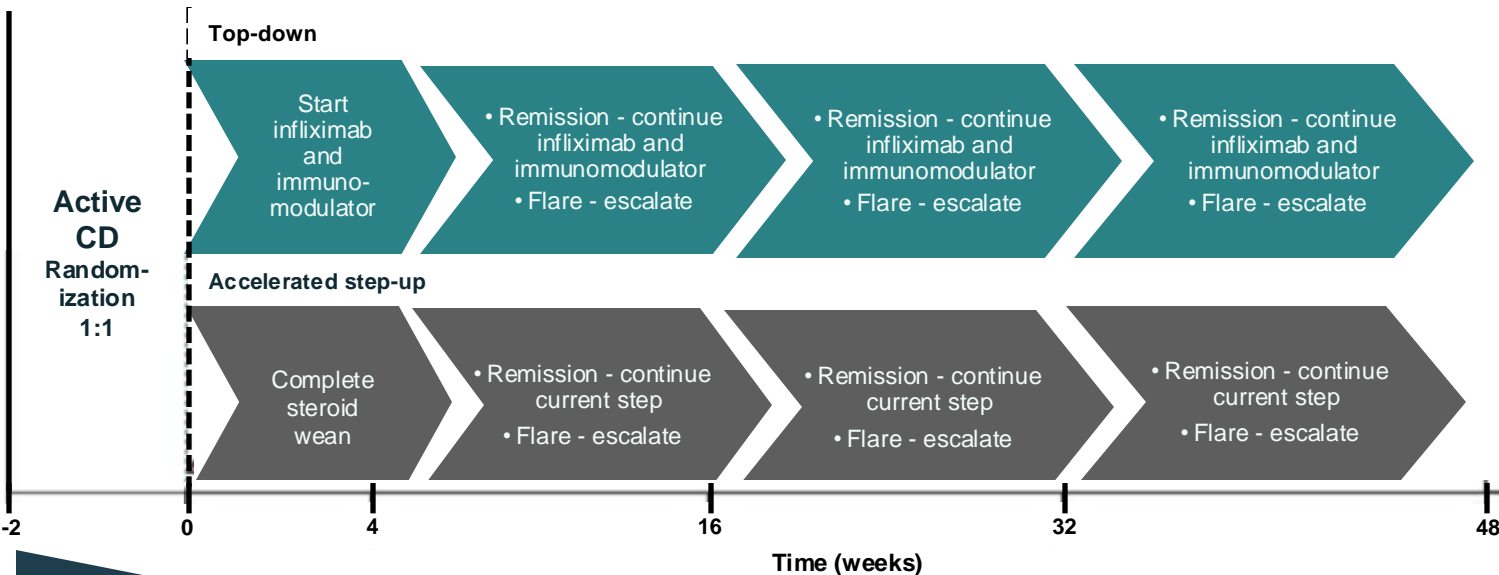 Top-down
Start
infliximab
and
immuno-
modulator
• Remission - continue
infliximab and
immunomodulator
• Flare - escalate
• Remission - continue
infliximab and
immunomodulator
• Flare - escalate
• Remission - continue
infliximab and
immunomodulator
• Flare - escalate
Active
CD
Random-
ization
1:1
Accelerated step-up
Complete
steroid
wean
• Remission - continue
current step
• Flare - escalate
• Remission - continue
current step
• Flare - escalate
• Remission - continue
current step
• Flare - escalate
-2 0 4 16 32 48
Time (weeks)